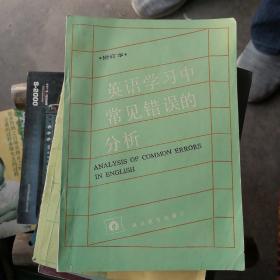 ·修订本·
英语学习中
常见错误的
分析
ANALYSIS OF COMMON ERRORS
IN ENGLISH
S-2000